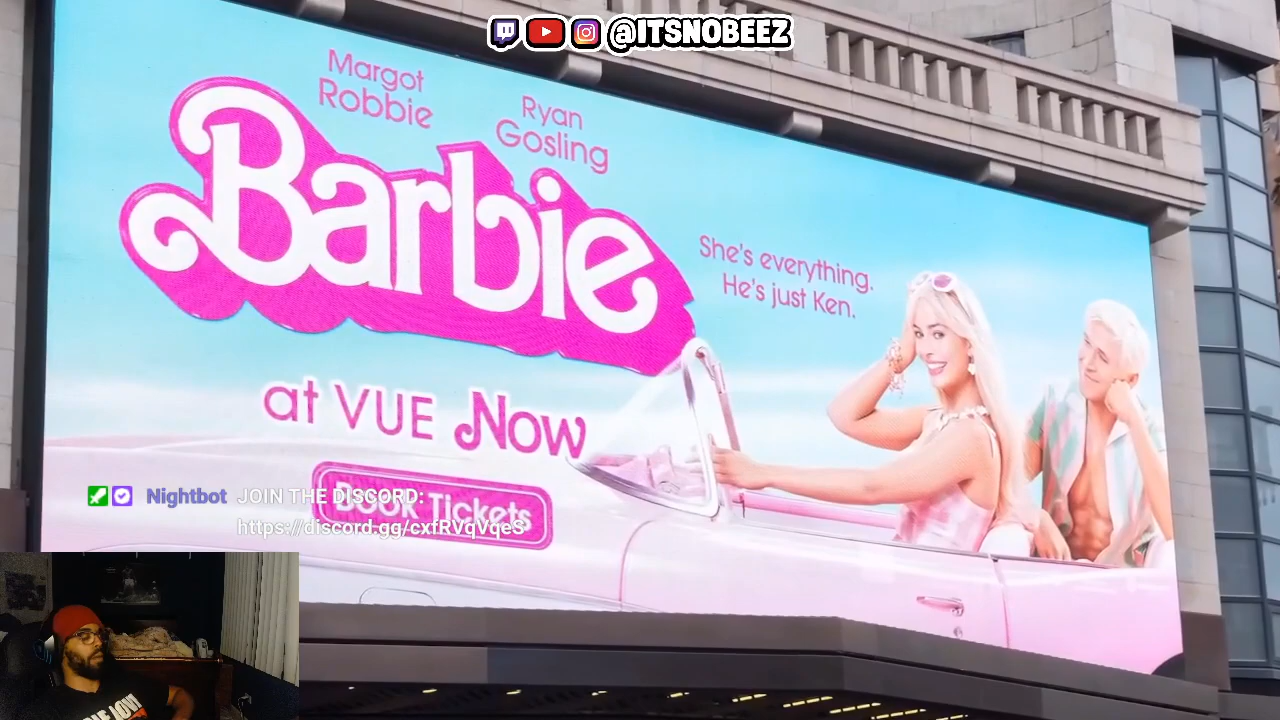 @ITSNOBEEZ
Margot
Robbie
Ryan
Gosling
Barbie
She's everything.
He's just Ken.
at VUE Now
Book Tickets
Nightbot JOIN THE DISCORD:
https://discord.gg/cxfRVqVqeS